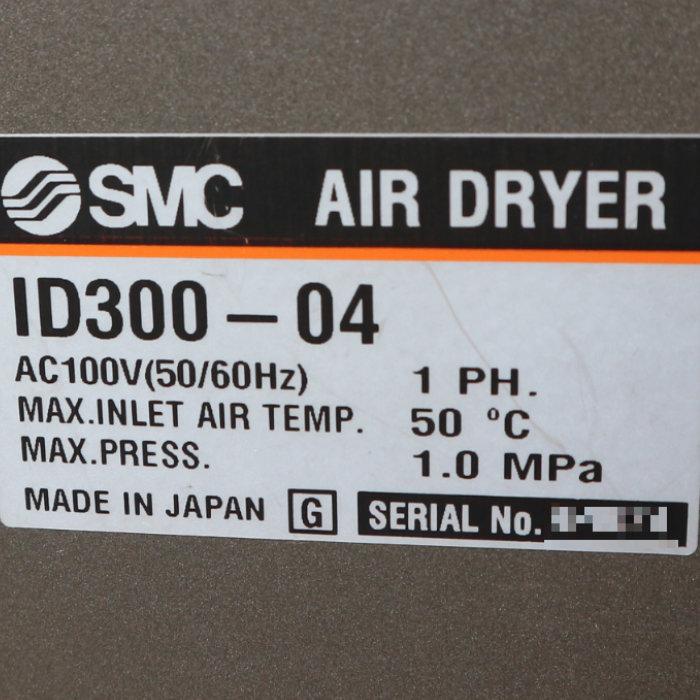 SMC AIR DRYER
ID300-04
AC100V(50/60Hz) 1 PH.
MAX.INLET AIR TEMP. 50 °C
MAX.PRESS. 1.0 MPa
MADE IN JAPAN G SERIAL No.